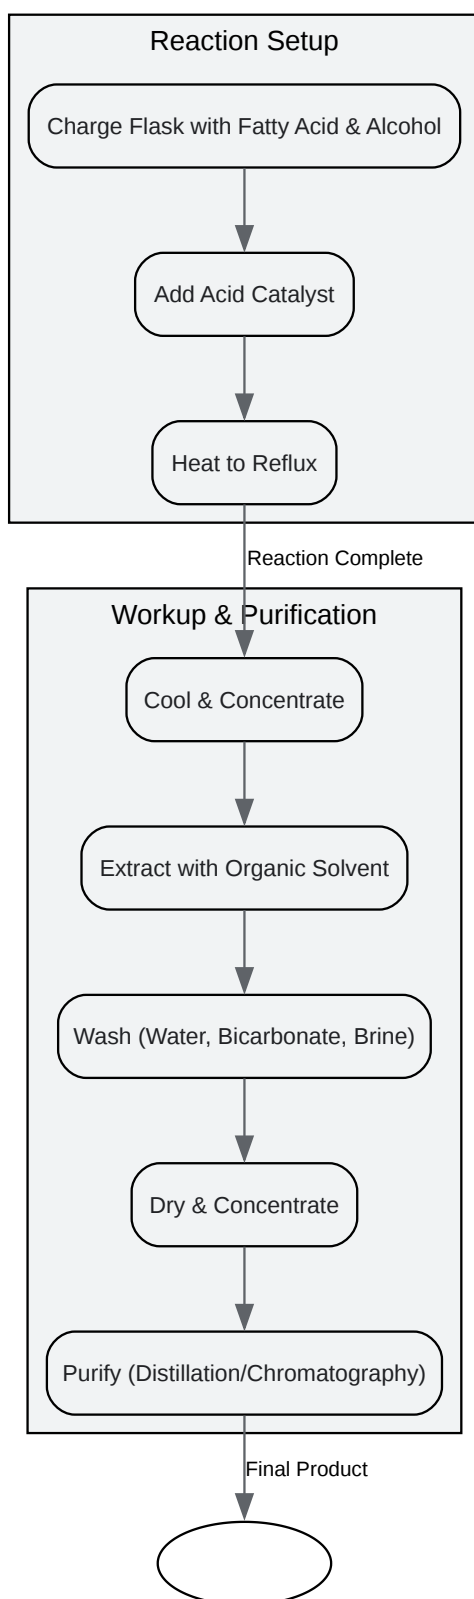 Reaction Setup
Charge Flask with Fatty Acid & Alcohol
Add Acid Catalyst
Heat to Reflux
Reaction Complete
Workup & Purification
Cool & Concentrate
Extract with Organic Solvent
Wash (Water, Bicarbonate, Brine)
Dry & Concentrate
Purify (Distillation/Chromatography)
Final Product